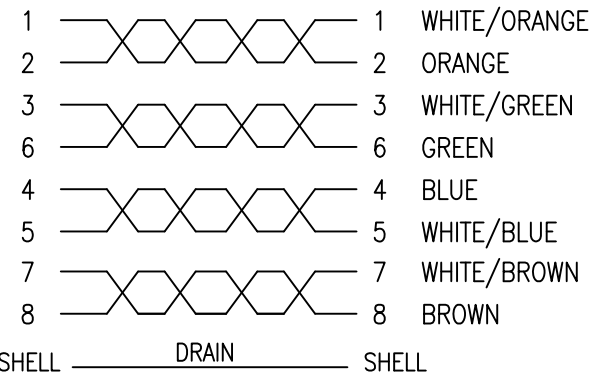 1 1 WHITE/ORANGE
2 2 ORANGE
3 3 WHITE/GREEN
6 6 GREEN
4 4 BLUE
5 5 WHITE/BLUE
7 7 WHITE/BROWN
8 8 BROWN
SHELL DRAIN SHELL